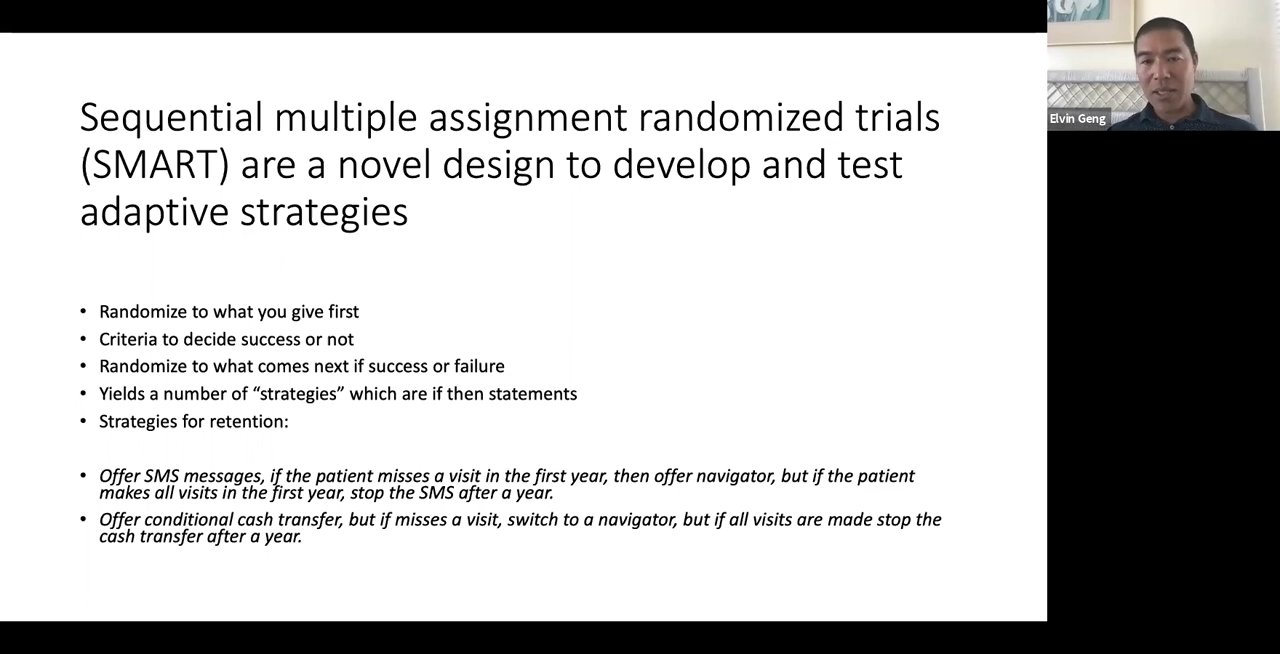 Sequential multiple assignment randomized trials
(SMART) are a novel design to develop and test
adaptive strategies
• Randomize to what you give first
• Criteria to decide success or not
• Randomize to what comes next if success or failure
• Yields a number of “strategies” which are if then statements
• Strategies for retention:
• Offer SMS messages, if the patient misses a visit in the first year, then offer navigator, but if the patient
makes all visits in the first year, stop the SMS after a year.
• Offer conditional cash transfer, but if misses a visit, switch to a navigator, but if all visits are made stop the
cash transfer after a year.
Elvin Geng